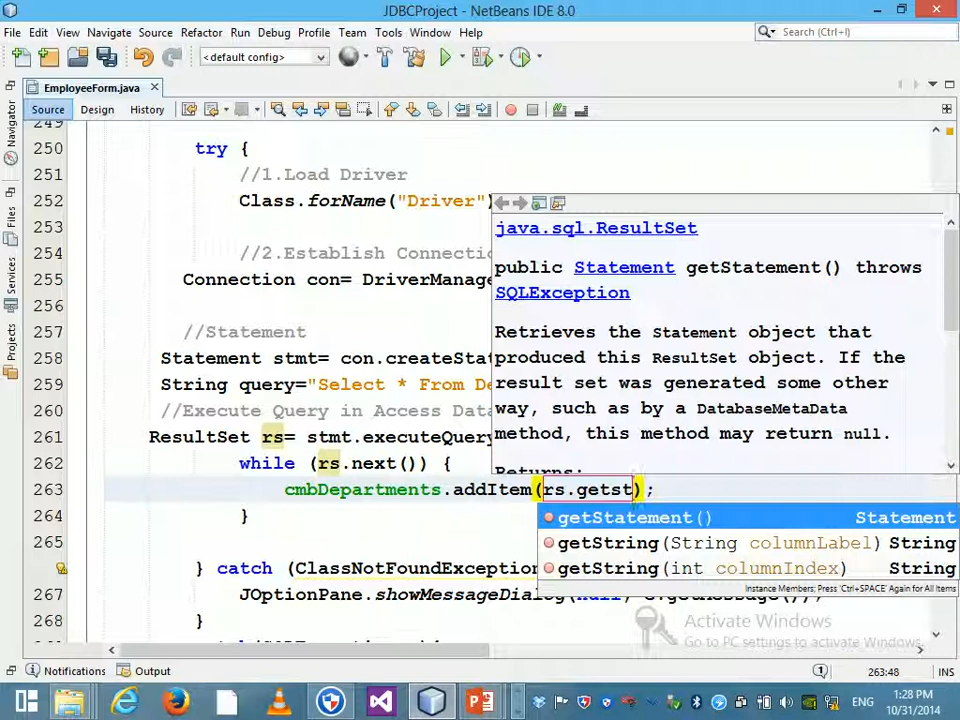 JDBCProject - NetBeans IDE 8.0
File Edit View Navigate Source Refactor Run Debug Profile Team Tools Window Help
Search (Ctrl+I)
<default config>
EmployeeForm.java
Source Design History
Navigator
Files
Services
Projects
249
250 try {
251 //1.Load Driver
252 Class.forName("Driver")
253
254 //2.Establish Connectio
255 Connection con= DriverManage
256
257 //Statement
258 Statement stmt= con.createStat
259 String query="Select * From De
260 //Execute Query in Access Data
261 ResultSet rs= stmt.executeQuery
262 while (rs.next()) {
263 cmbDepartments.addItem(rs.getst);
264 }
265
} catch (ClassNotFoundException
267 JOptionPane.showMessageDialog(null, e.getMessage());
268 }
java.sql.ResultSet
public Statement getStatement() throws
SQLException
Retrieves the Statement object that
produced this ResultSet object. If the
result set was generated some other
way, such as by a DatabaseMetaData
method, this method may return null.
Returns:
getStatement() Statement
getString(String columnLabel) String
getString(int columnIndex) String
Instance Members; Press 'Ctrl+SPACE' Again for All Items
Activate Windows
Go to PC settings to activate Windows.
Notifications Output
263:48 INS
ENG
1:28 PM
10/31/2014